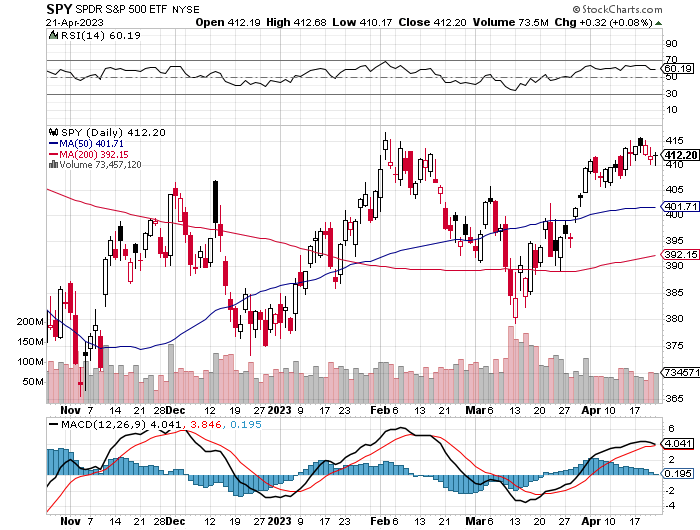 SPY SPDR S&P 500 ETF NYSE © StockCharts.com
21-Apr-2023 Open 412.19 High 412.68 Low 410.17 Close 412.20 Volume 73.5M Chg +0.32 (+0.08%)
RSI(14) 60.19
90
70
60.19
50
30
10
SPY (Daily) 412.20
MA(50) 401.71
MA(200) 392.15
Volume 73,457,120
415
412.20
410
405
401.71
400
395
392.15
390
385
380
375
73457120
365
200M
150M
100M
50M
Nov 7 14 21 28 Dec 12 19 27 2023 9 17 23 Feb 6 13 21 Mar 6 13 20 27 Apr 10 17
MACD(12,26,9) 4.041, 3.846, 0.195
6
4.041
2
0.195
-2
-4
Nov 7 14 21 28 Dec 12 19 27 2023 9 17 23 Feb 6 13 21 Mar 6 13 20 27 Apr 10 17